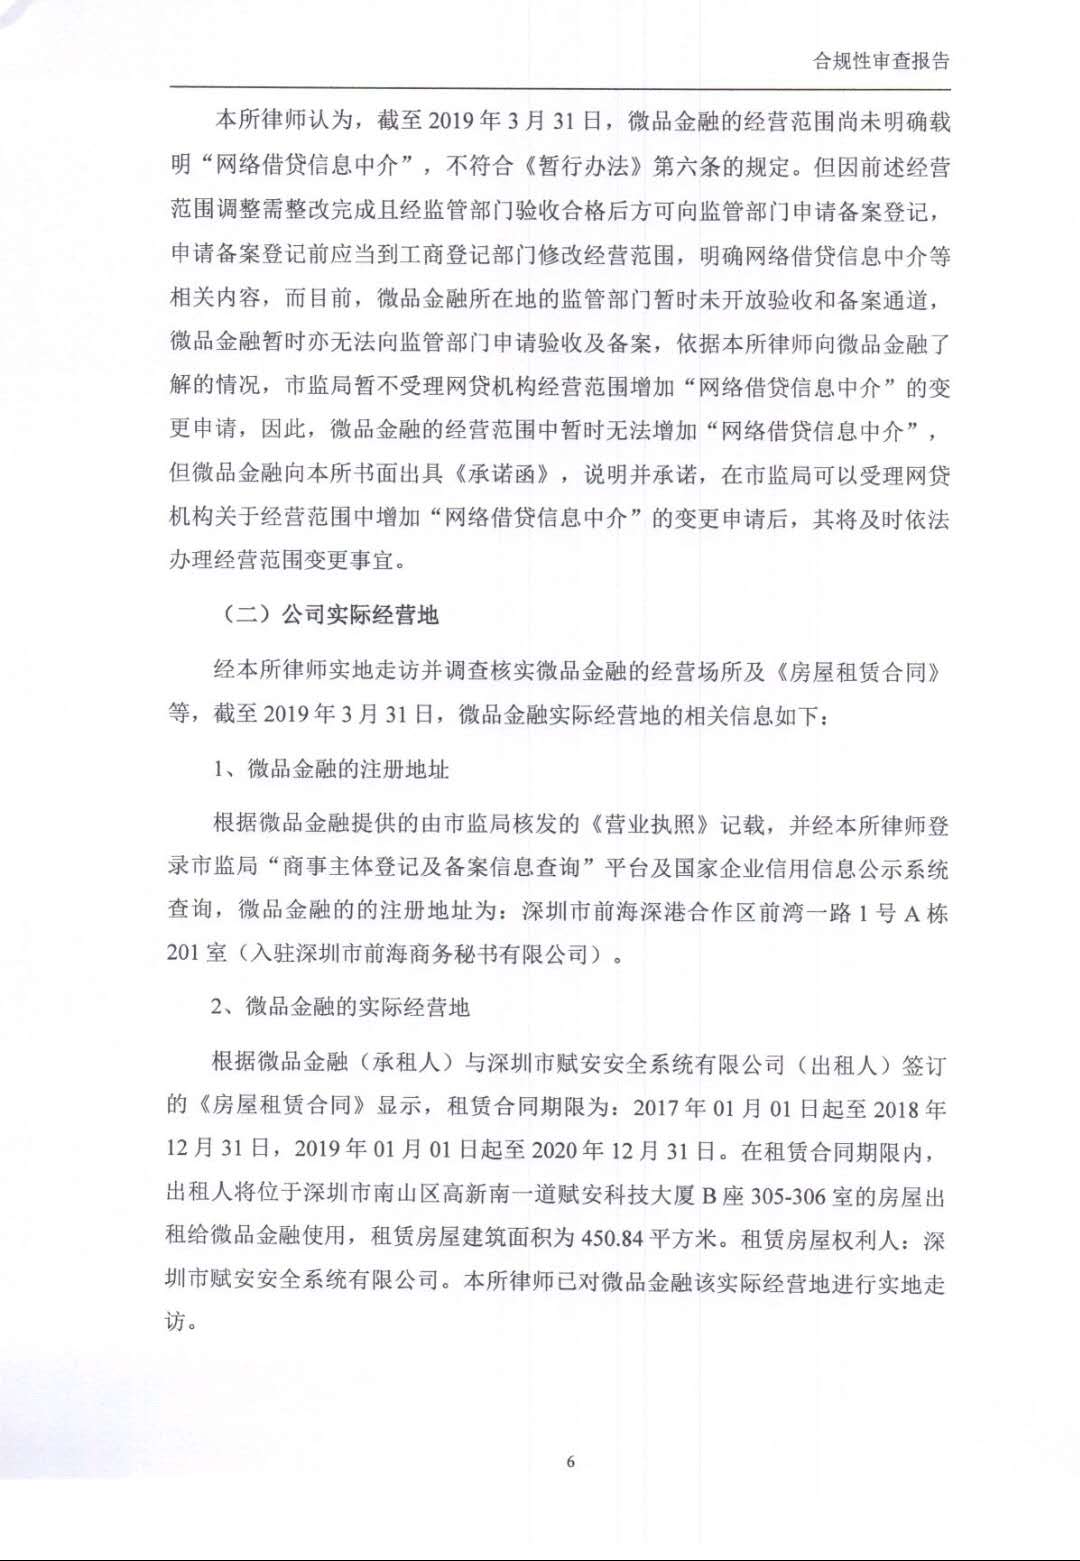 合规性审查报告
本所律师认为，截至 2019 年 3 月 31 日，微品金融的经营范围尚未明确载
明“网络借贷信息中介”，不符合《暂行办法》第六条的规定。但因前述经营
范围调整需整改完成且经监管部门验收合格后方可向监管部门申请备案登记，
申请备案登记前应当到工商登记部门修改经营范围，明确网络借贷信息中介等
相关内容，而目前，微品金融所在地的监管部门暂时未开放验收和备案通道，
微品金融暂时亦无法向监管部门申请验收及备案，依据本所律师向微品金融了
解的情况，市监局暂不受理网贷机构经营范围增加“网络借贷信息中介”的变
更申请，因此，微品金融的经营范围中暂时无法增加“网络借贷信息中介”，
但微品金融向本所书面出具《承诺函》，说明并承诺，在市监局可以受理网贷
机构关于经营范围中增加“网络借贷信息中介”的变更申请后，其将及时依法
办理经营范围变更事宜。
（二）公司实际经营地
经本所律师实地走访并调查核实微品金融的经营场所及《房屋租赁合同》
等，截至 2019 年 3 月 31 日，微品金融实际经营地的相关信息如下：
1、微品金融的注册地址
根据微品金融提供的由市监局核发的《营业执照》记载，并经本所律师登
录市监局“商事主体登记及备案信息查询”平台及国家企业信用信息公示系统
查询，微品金融的的注册地址为：深圳市前海深港合作区前湾一路 1 号 A 栋
201 室（入驻深圳市前海商务秘书有限公司）。
2、微品金融的实际经营地
根据微品金融（承租人）与深圳市赋安安全系统有限公司（出租人）签订
的《房屋租赁合同》显示，租赁合同期限为：2017 年 01 月 01 日起至 2018 年
12 月 31 日，2019 年 01 月 01 日起至 2020 年 12 月 31 日。在租赁合同期限内，
出租人将位于深圳市南山区高新南一道赋安科技大厦 B 座 305-306 室的房屋出
租给微品金融使用，租赁房屋建筑面积为 450.84 平方米。租赁房屋权利人：深
圳市赋安安全系统有限公司。本所律师已对微品金融该实际经营地进行实地走
访。
6